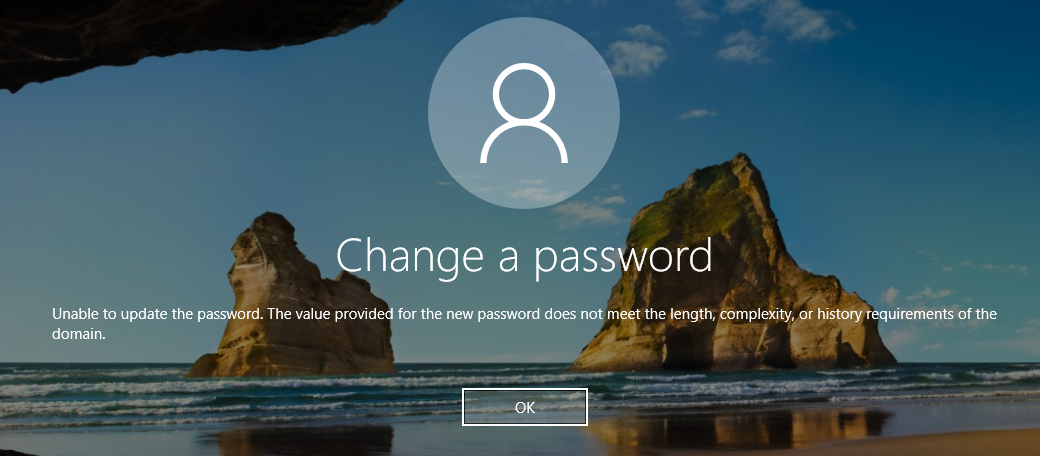 Change a password
Unable to update the password. The value provided for the new password does not meet the length, complexity, or history requirements of the
domain.
OK